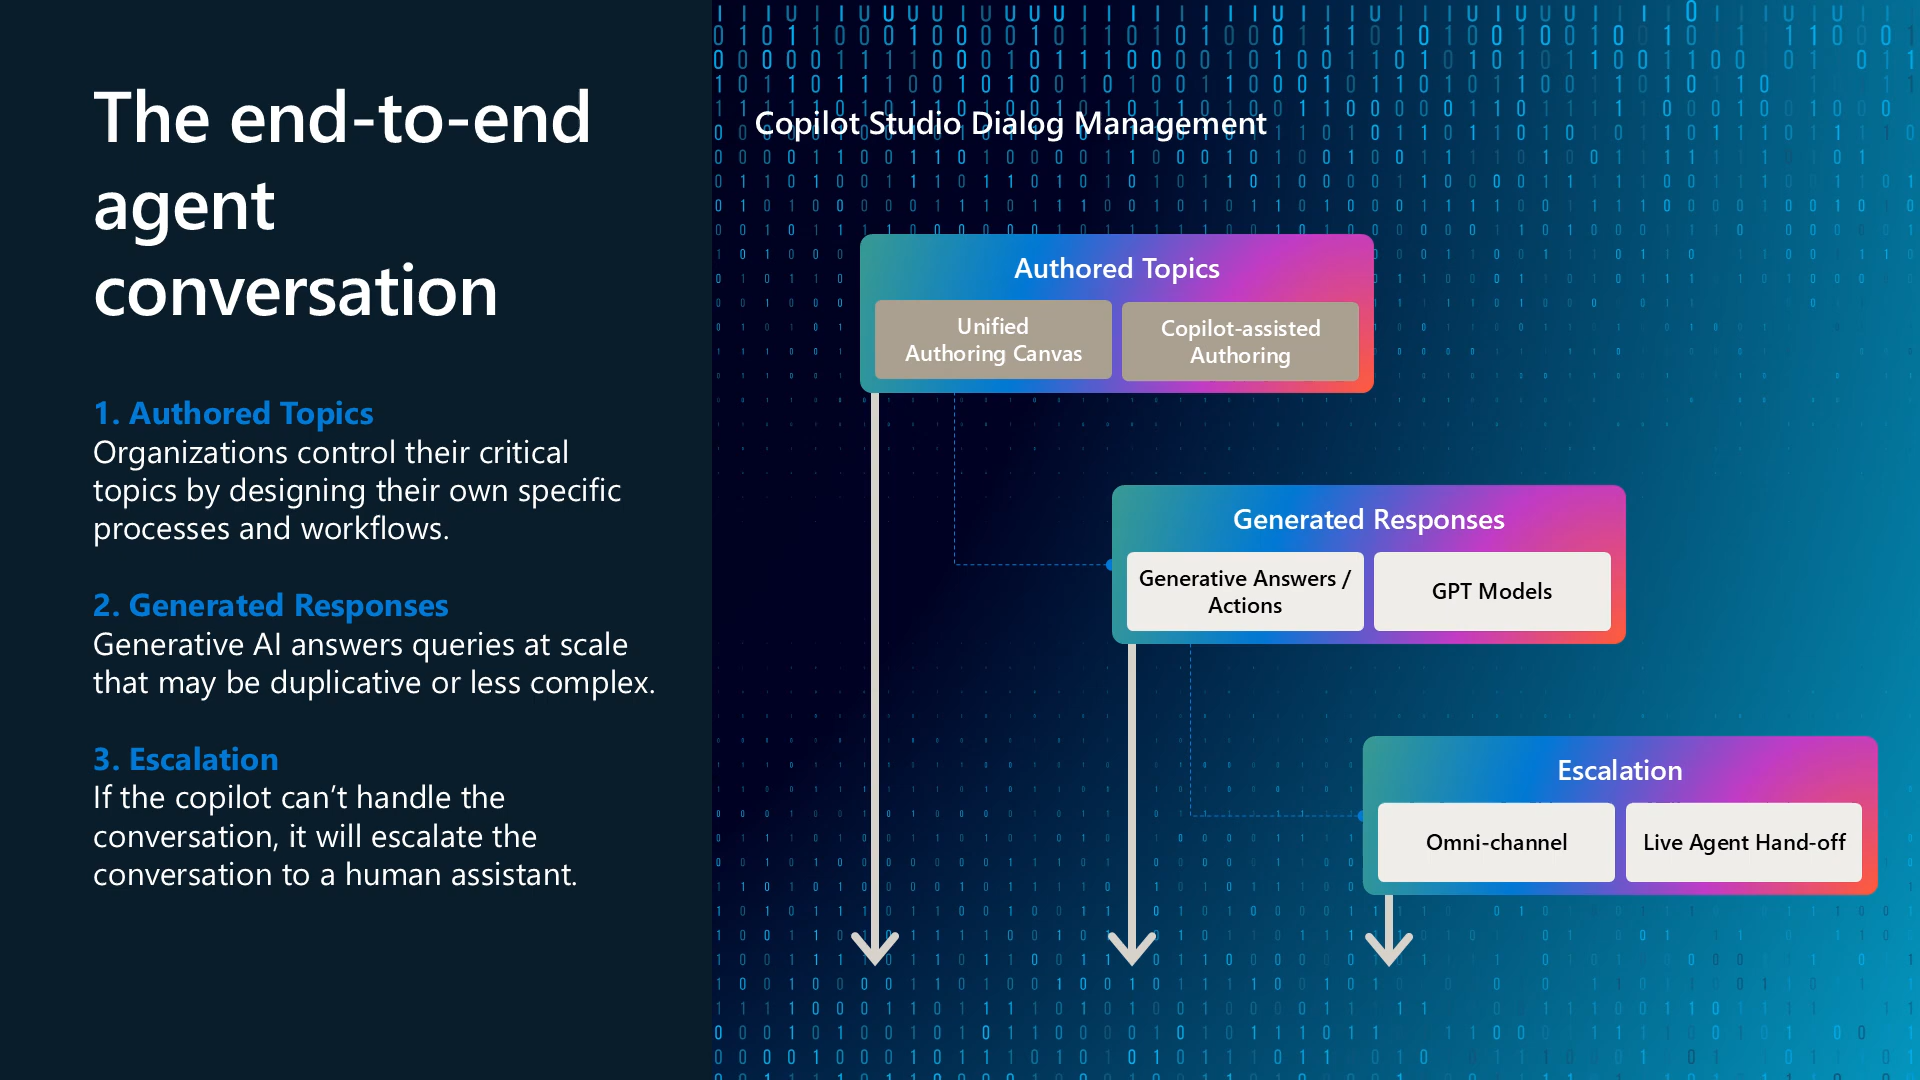 The end-to-end
agent
conversation
1. Authored Topics
Organizations control their critical
topics by designing their own specific
processes and workflows.
2. Generated Responses
Generative AI answers queries at scale
that may be duplicative or less complex.
3. Escalation
If the copilot can’t handle the
conversation, it will escalate the
conversation to a human assistant.
Copilot Studio Dialog Management
Authored Topics
Unified
Authoring Canvas
Copilot-assisted
Authoring
Generated Responses
Generative Answers /
Actions
GPT Models
Escalation
Omni-channel
Live Agent Hand-off